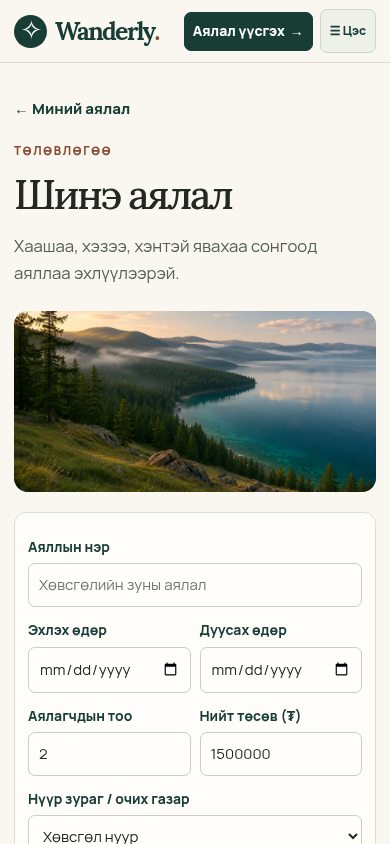 Wanderly.
Аялал үүсгэх →
☰ Цэс
← Миний аялал
ТӨЛӨВЛӨГӨӨ
Шинэ аялал
Хаашаа, хэзээ, хэнтэй явахаа сонгоод
аяллаа эхлүүлээрэй.
Аяллын нэр
Хөвсгөлийн зуны аялал
Эхлэх өдөр
Дуусах өдөр
mm/dd/yyyy
mm/dd/yyyy
Аялагчдын тоо
Нийт төсөв (₮)
2
1500000
Нүүр зураг / очих газар
Хөвсгөл нуур